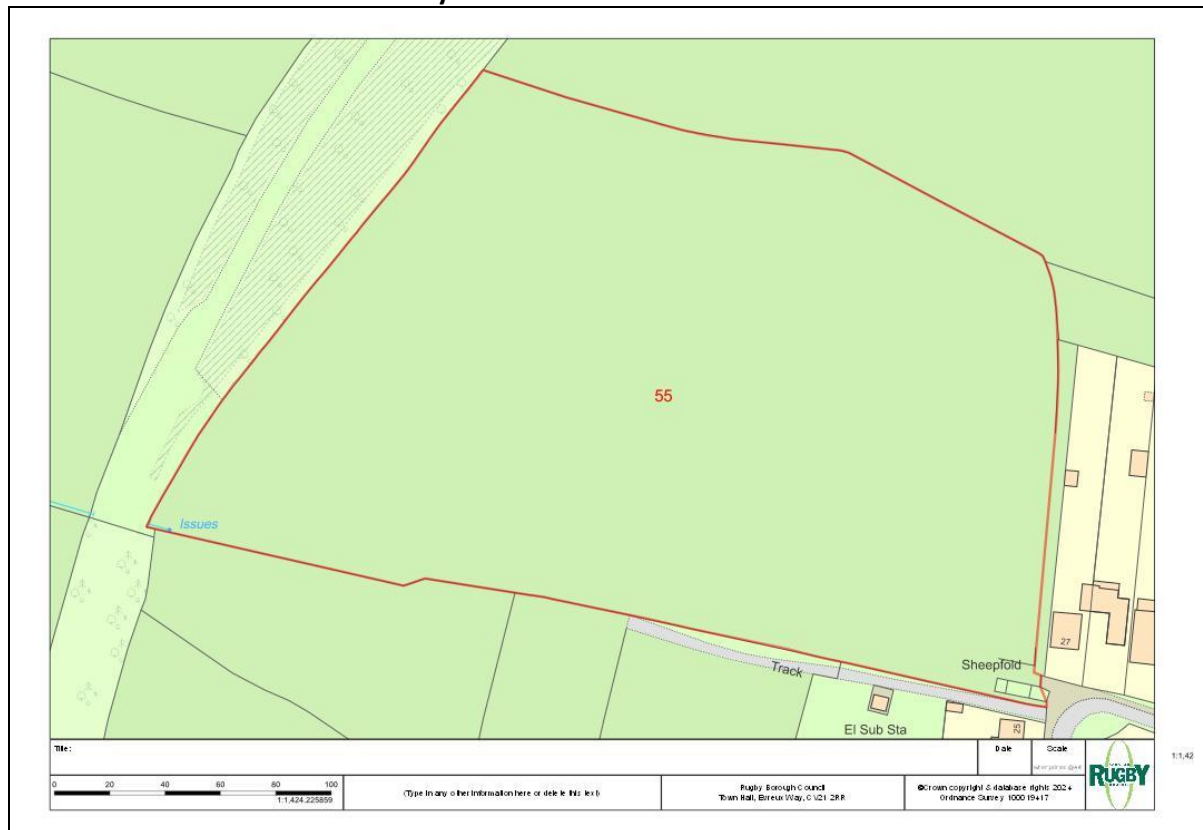 55
Issues
Track
Sheepfold
27
El Sub Sta
25
Title:
Date
Scale
0 20 40 60 80 100
1:1,424.225859
(Type in any other information here or delete this text)
Rugby Borough Council
Town Hall, Evreux Way, CV21 2RR
©Crown copyright & database rights 2024
Ordnance Survey 100019417
RUGBY
1:1,42